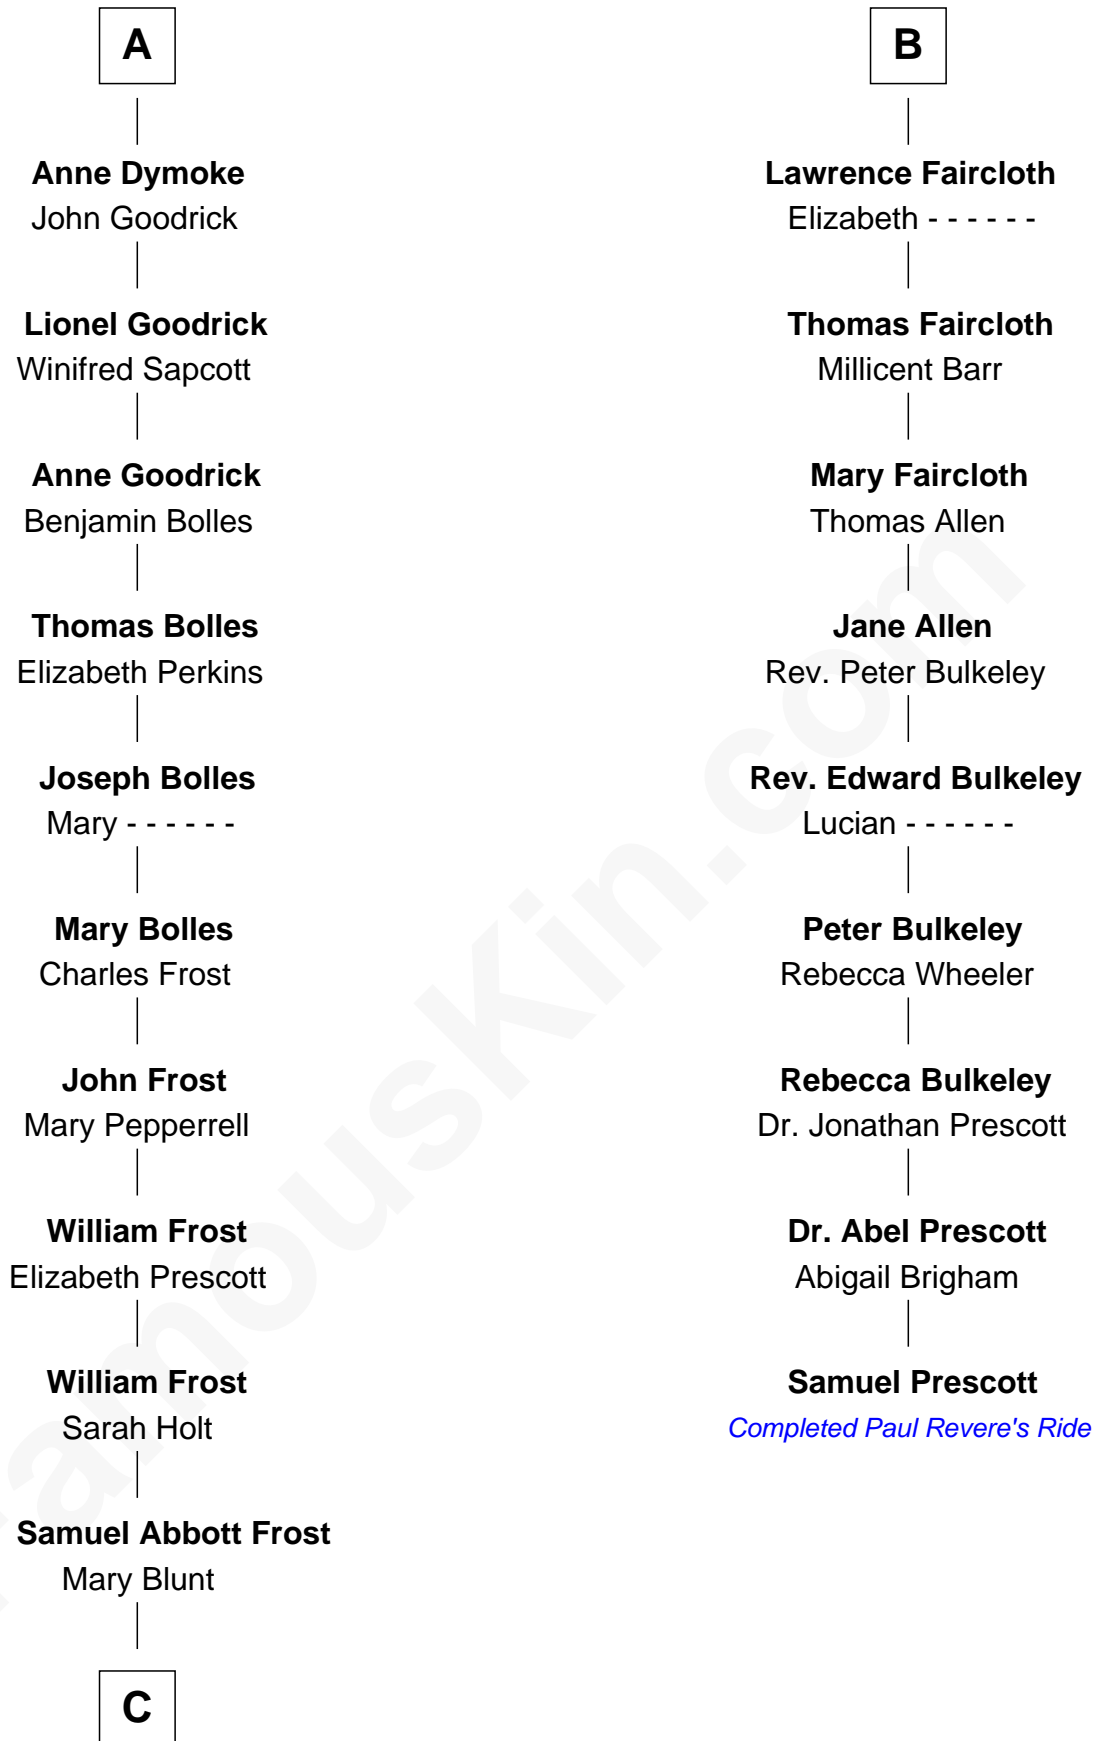 A
Anne Dymoke
John Goodrick
Lionel Goodrick
Winifred Sapcott
Anne Goodrick
Benjamin Bolles
Thomas Bolles
Elizabeth Perkins
Joseph Bolles
Mary - - - - - -
Mary Bolles
Charles Frost
John Frost
Mary Pepperrell
William Frost
Elizabeth Prescott
William Frost
Sarah Holt
Samuel Abbott Frost
Mary Blunt
C
B
Lawrence Faircloth
Elizabeth - - - - - -
Thomas Faircloth
Millicent Barr
Mary Faircloth
Thomas Allen
Jane Allen
Rev. Peter Bulkeley
Rev. Edward Bulkeley
Lucian - - - - - -
Peter Bulkeley
Rebecca Wheeler
Rebecca Bulkeley
Dr. Jonathan Prescott
Dr. Abel Prescott
Abigail Brigham
Samuel Prescott
Completed Paul Revere's Ride
FamousKin.com